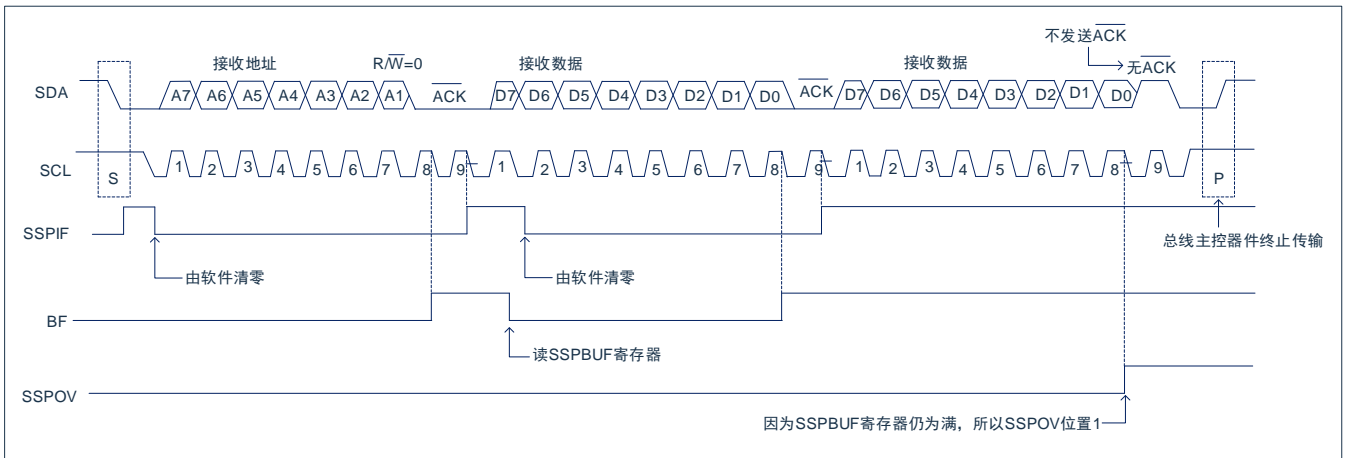 不发送ACK
接收地址 R/W=0 接收数据 接收数据 无ACK
SDA A7 A6 A5 A4 A3 A2 A1 ACK D7 D6 D5 D4 D3 D2 D1 D0 ACK D7 D6 D5 D4 D3 D2 D1 D0
SCL S 1 2 3 4 5 6 7 8 9 1 2 3 4 5 6 7 8 9 1 2 3 4 5 6 7 8 9 P
SSPIF
总线主控器件终止传输
由软件清零 由软件清零
BF
读SSPBUF寄存器
SSPOV
因为SSPBUF寄存器仍为满，所以SSPOV位置1